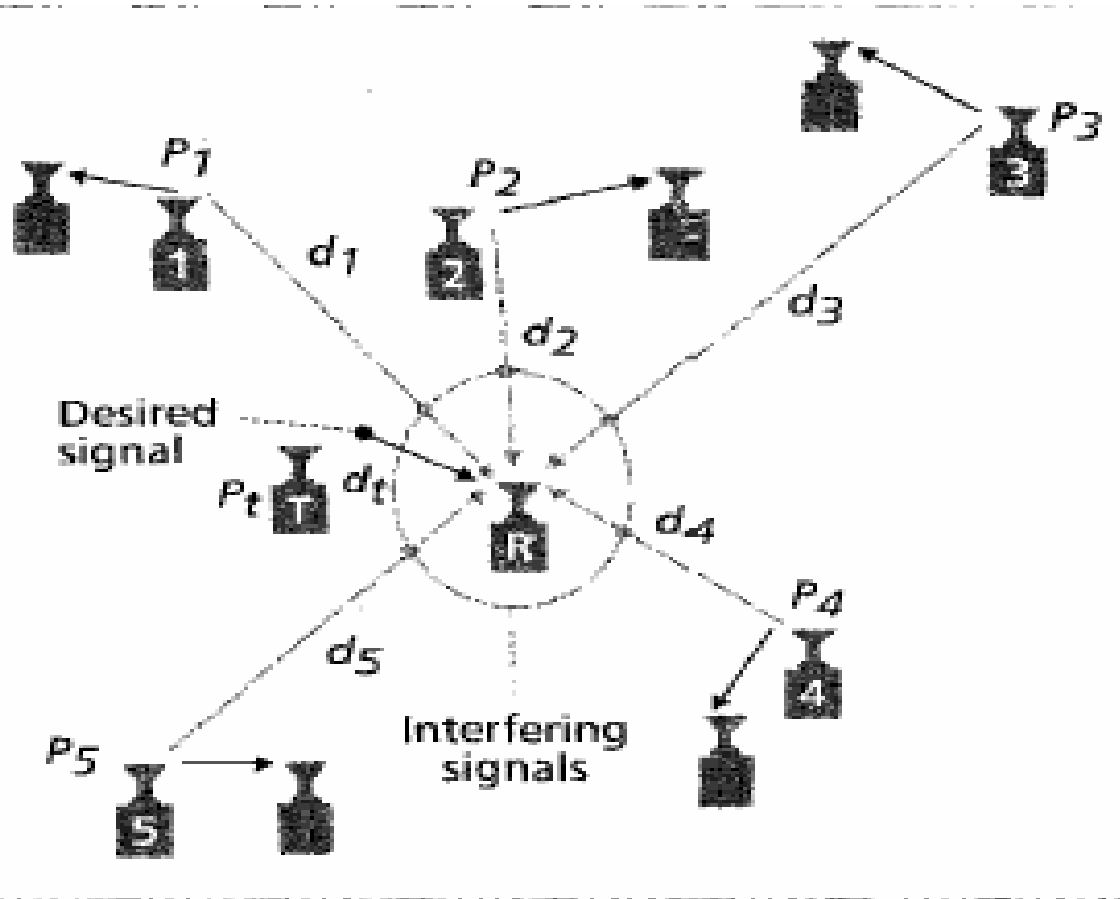 P1
P2
P3
1
2
3
d1
d2
d3
Desired
signal
Pt
T
dt
R
d4
P4
4
d5
Interfering
signals
P5
5